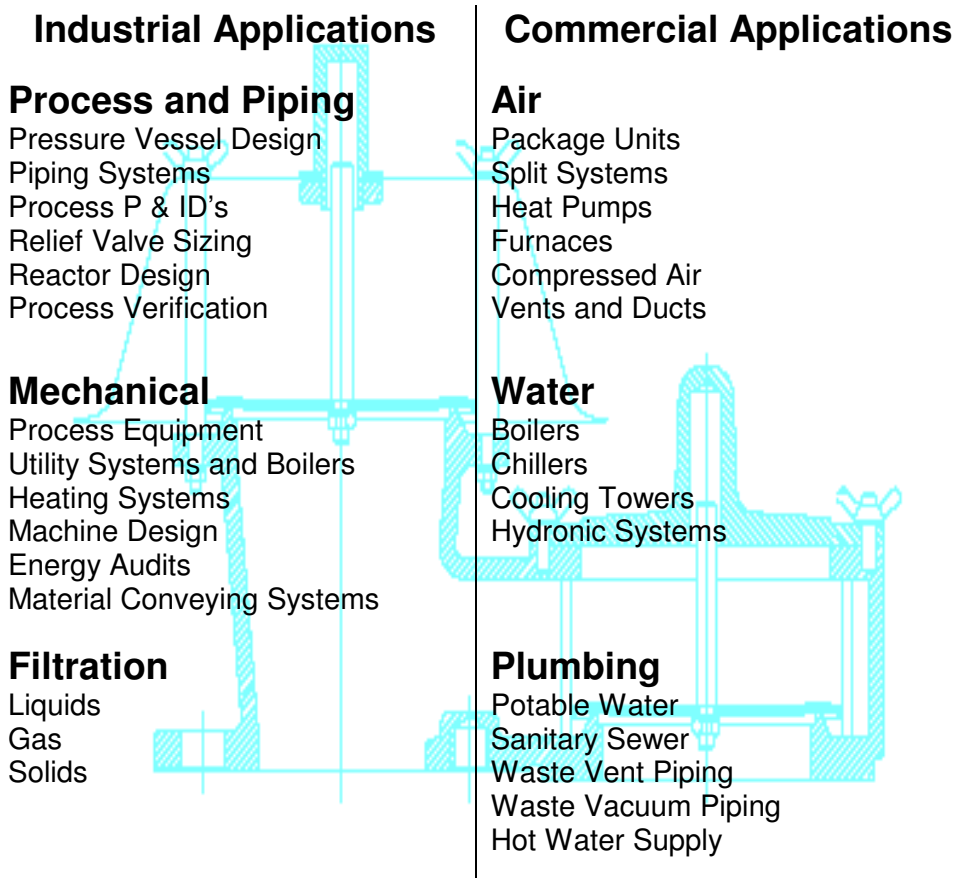 Industrial Applications
Process and Piping
Pressure Vessel Design
Piping Systems
Process P & ID's
Relief Valve Sizing
Reactor Design
Process Verification
Mechanical
Process Equipment
Utility Systems and Boilers
Heating Systems
Machine Design
Energy Audits
Material Conveying Systems
Filtration
Liquids
Gas
Solids
Commercial Applications
Air
Package Units
Split Systems
Heat Pumps
Furnaces
Compressed Air
Vents and Ducts
Water
Boilers
Chillers
Cooling Towers
Hydronic Systems
Plumbing
Potable Water
Sanitary Sewer
Waste Vent Piping
Waste Vacuum Piping
Hot Water Supply